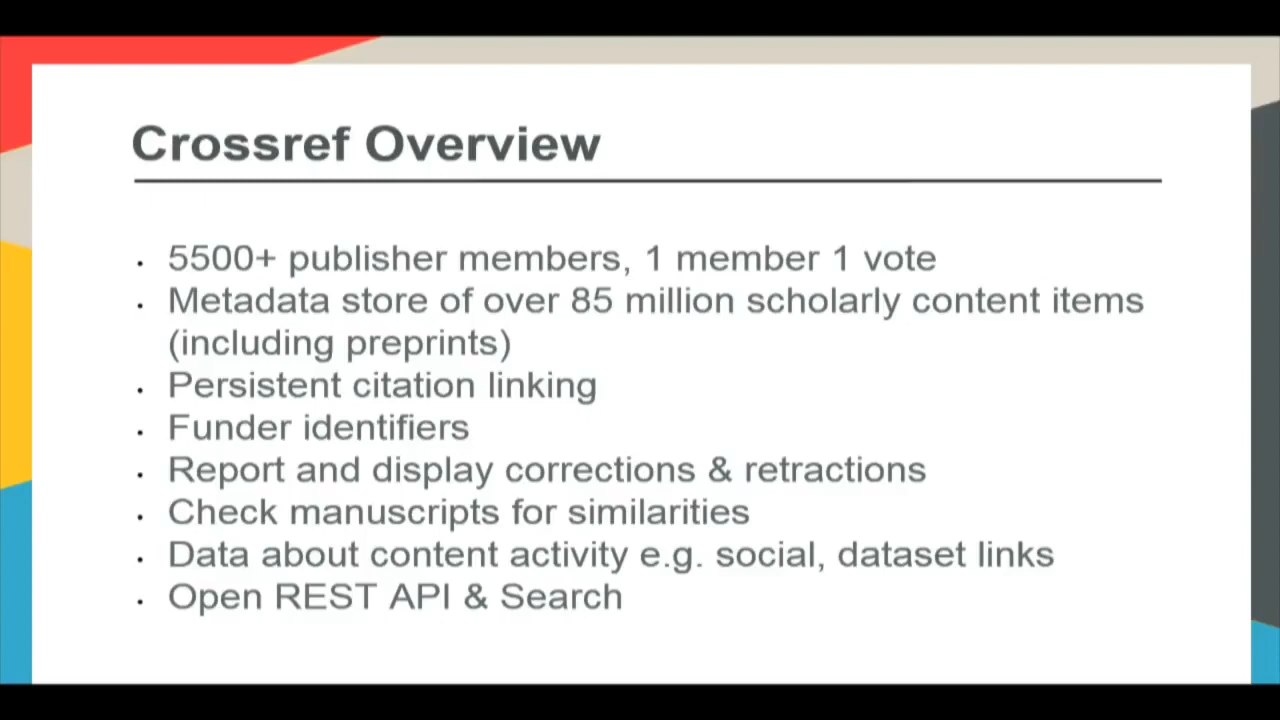 Crossref Overview
. 5500+ publisher members, 1 member 1 vote
. Metadata store of over 85 million scholarly content items
(including preprints)
. Persistent citation linking
. Funder identifiers
. Report and display corrections & retractions
. Check manuscripts for similarities
. Data about content activity e.g. social, dataset links
. Open REST API & Search